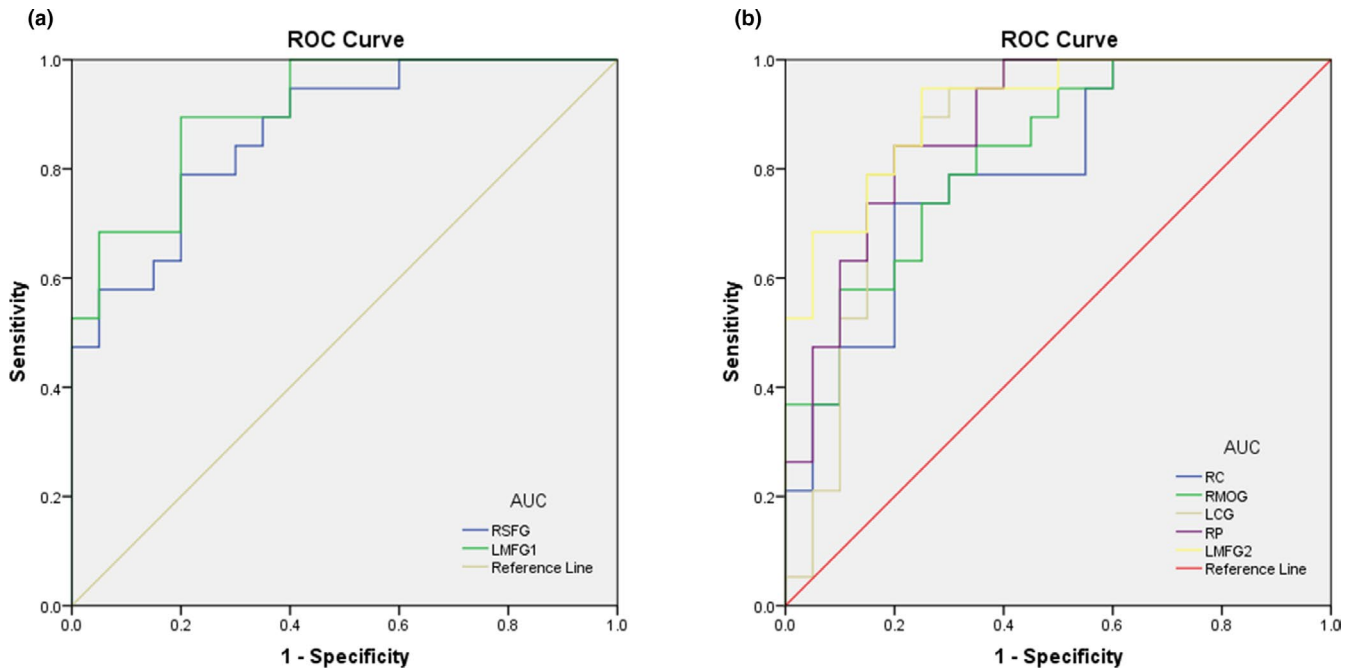 (a)
ROC Curve
1.0
0.8
0.6
0.4
0.2
0.0
Sensitivity
AUC
RSFG
LMFG1
Reference Line
0.0 0.2 0.4 0.6 0.8 1.0
1 - Specificity
(b)
ROC Curve
1.0
0.8
0.6
0.4
0.2
0.0
Sensitivity
AUC
RC
RMOG
LCG
RP
LMFG2
Reference Line
0.0 0.2 0.4 0.6 0.8 1.0
1 - Specificity